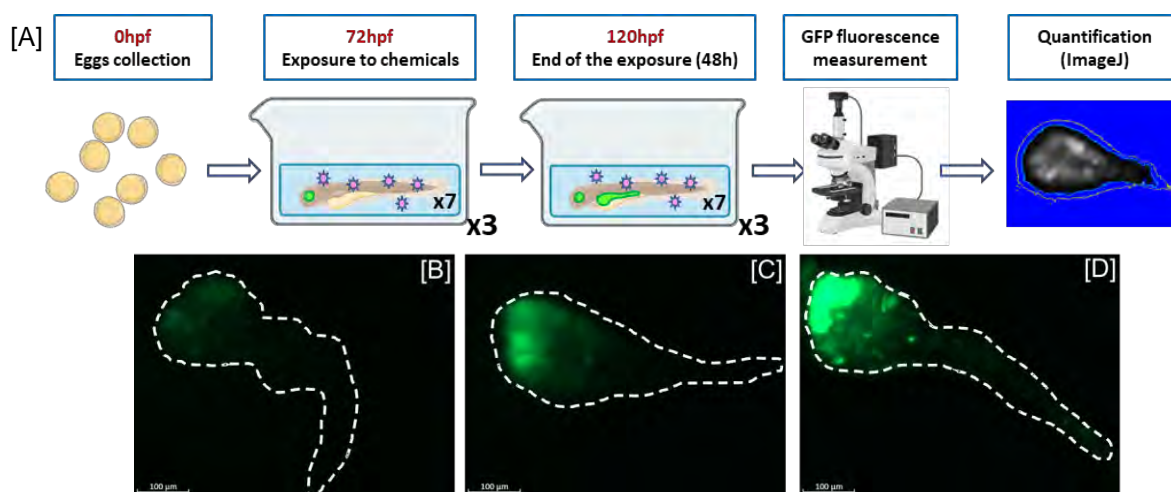 [A]
0hpf
Eggs collection
72hpf
Exposure to chemicals
120hpf
End of the exposure (48h)
GFP fluorescence
measurement
Quantification
(ImageJ)
x7
x3
x7
x3
[B]
[C]
[D]
100 μm
100 μm
100 μm